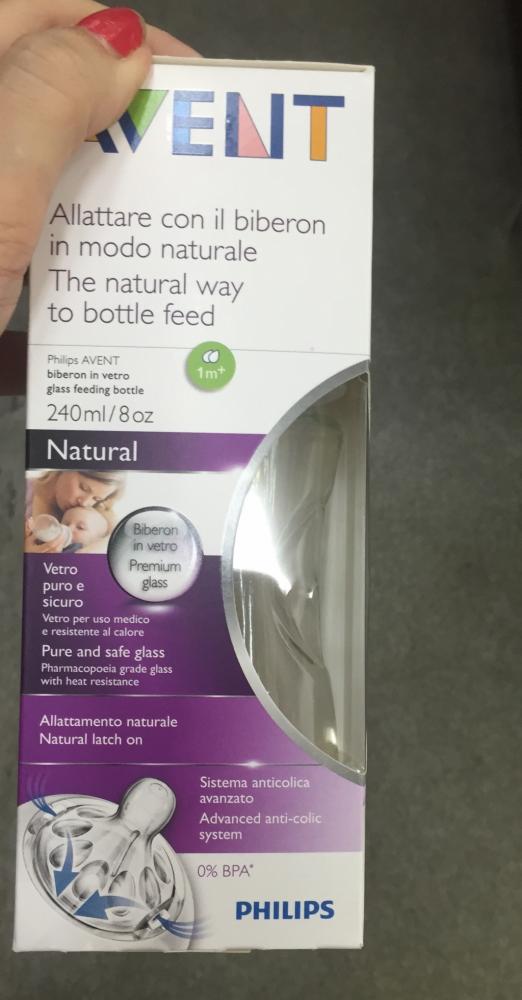 AVENT
Allattare con il biberon
in modo naturale
The natural way
to bottle feed
Philips AVENT
biberon in vetro
glass feeding bottle
240ml/8oz
1m+
Natural
Biberon
in vetro
Premium
glass
Vetro
puro e
sicuro
Vetro per uso medico
e resistente al calore
Pure and safe glass
Pharmacopoeia grade glass
with heat resistance
Allattamento naturale
Natural latch on
Sistema anticolica
avanzato
Advanced anti-colic
system
0% BPA*
PHILIPS